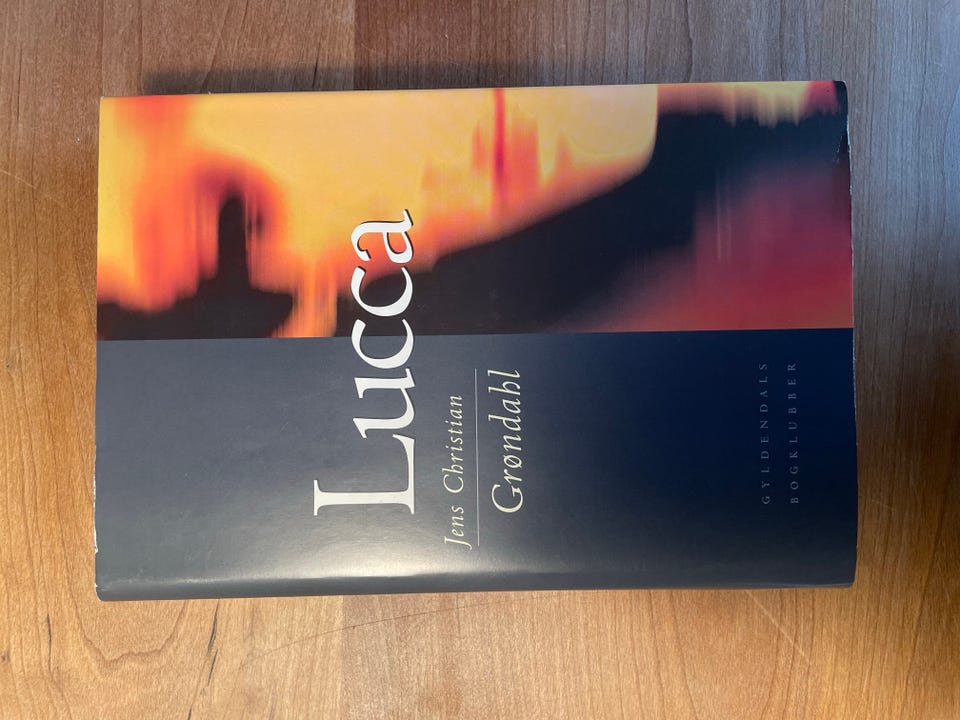 Lucca
Jens Christian
Grøndahl
GYLDENDALS
BOGKLUBBER